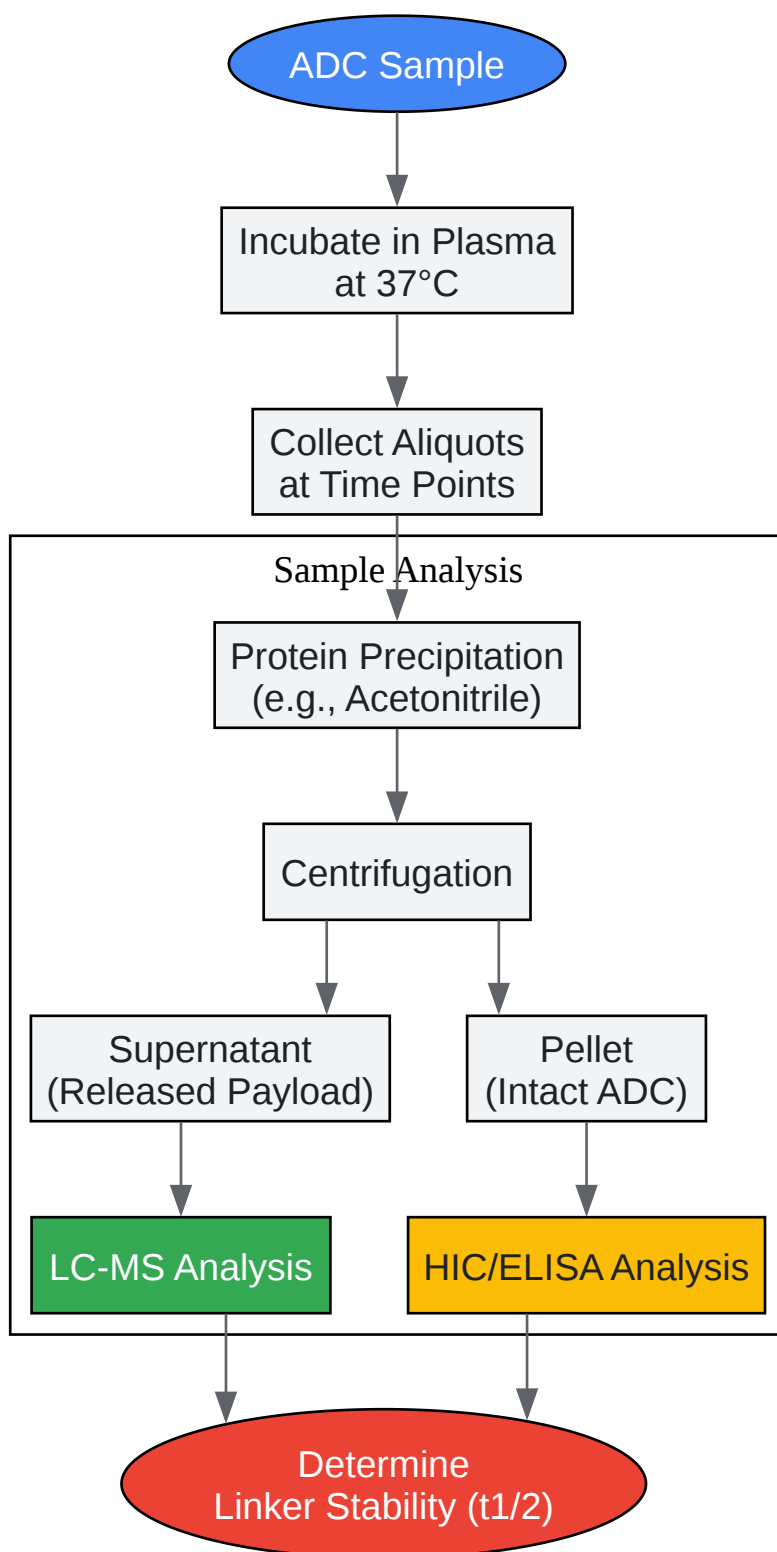 ADC Sample
Incubate in Plasma
at 37°C
Collect Aliquots
at Time Points
Sample Analysis
Protein Precipitation
(e.g., Acetonitrile)
Centrifugation
Supernatant
(Released Payload)
Pellet
(Intact ADC)
LC-MS Analysis
HIC/ELISA Analysis
Determine
Linker Stability (t1/2)